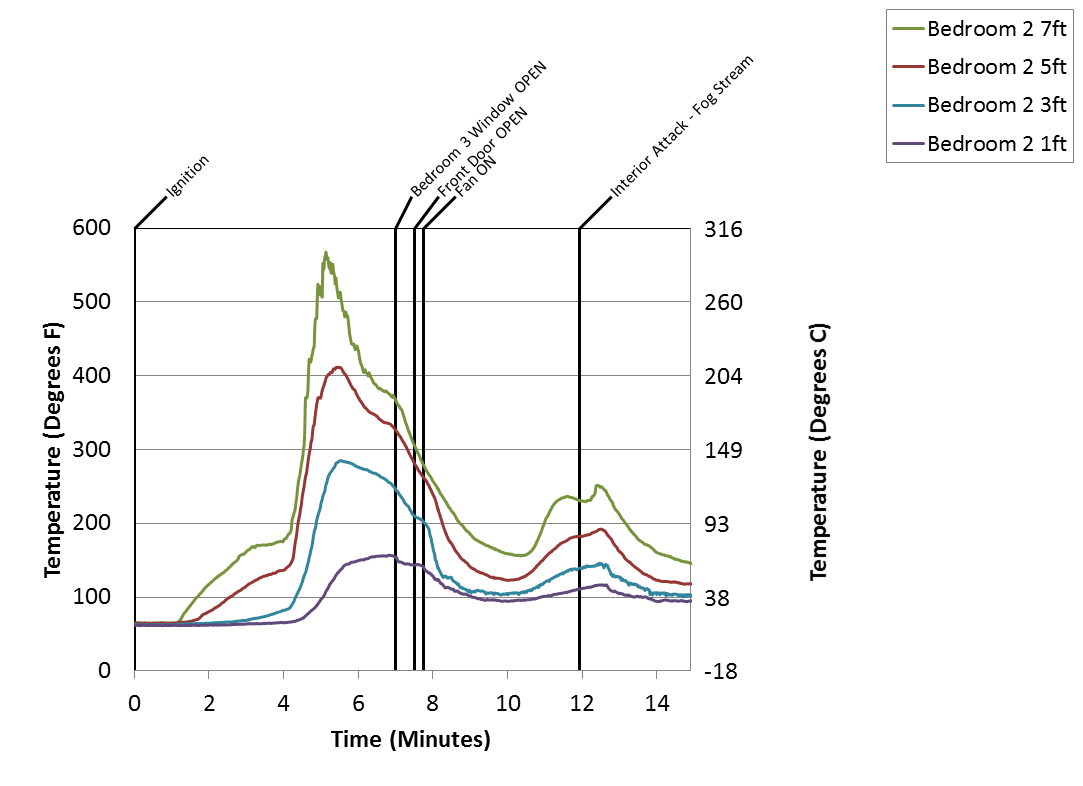 Bedroom 2 7ft
Bedroom 2 5ft
Bedroom 2 3ft
Bedroom 2 1ft
Ignition
Bedroom 3 Window OPEN
Front Door OPEN
Fan ON
Interior Attack - Fog Stream
Temperature (Degrees F)
600
500
400
300
200
100
0
316
260
204
149
93
38
-18
Temperature (Degrees C)
0 2 4 6 8 10 12 14
Time (Minutes)